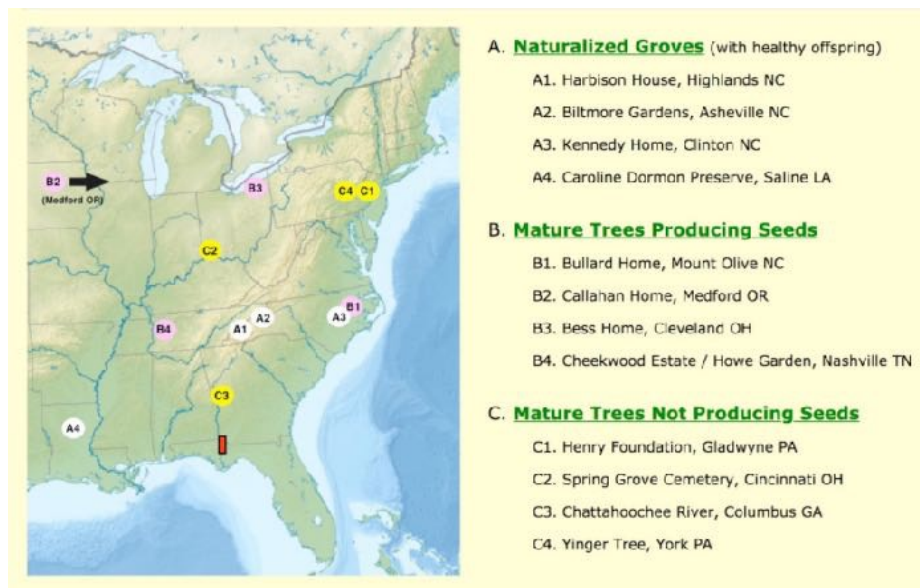 A. Naturalized Groves (with healthy offspring)
A1. Harbison House, Highlands NC
A2. Biltmore Gardens, Asheville NC
A3. Kennedy Home, Clinton NC
A4. Caroline Dormon Preserve, Saline LA
B. Mature Trees Producing Seeds
B1. Bullard Home, Mount Olive NC
B2. Callahan Home, Medford OR
B3. Bess Home, Cleveland OH
B4. Cheekwood Estate / Howe Garden, Nashville TN
C. Mature Trees Not Producing Seeds
C1. Henry Foundation, Gladwyne PA
C2. Spring Grove Cemetery, Cincinnati OH
C3. Chattahoochee River, Columbus GA
C4. Yinger Tree, York PA
B2
(Medford OR)
B3
C4 C1
C2
B1
A1 A2 A3
B4
C3
A4